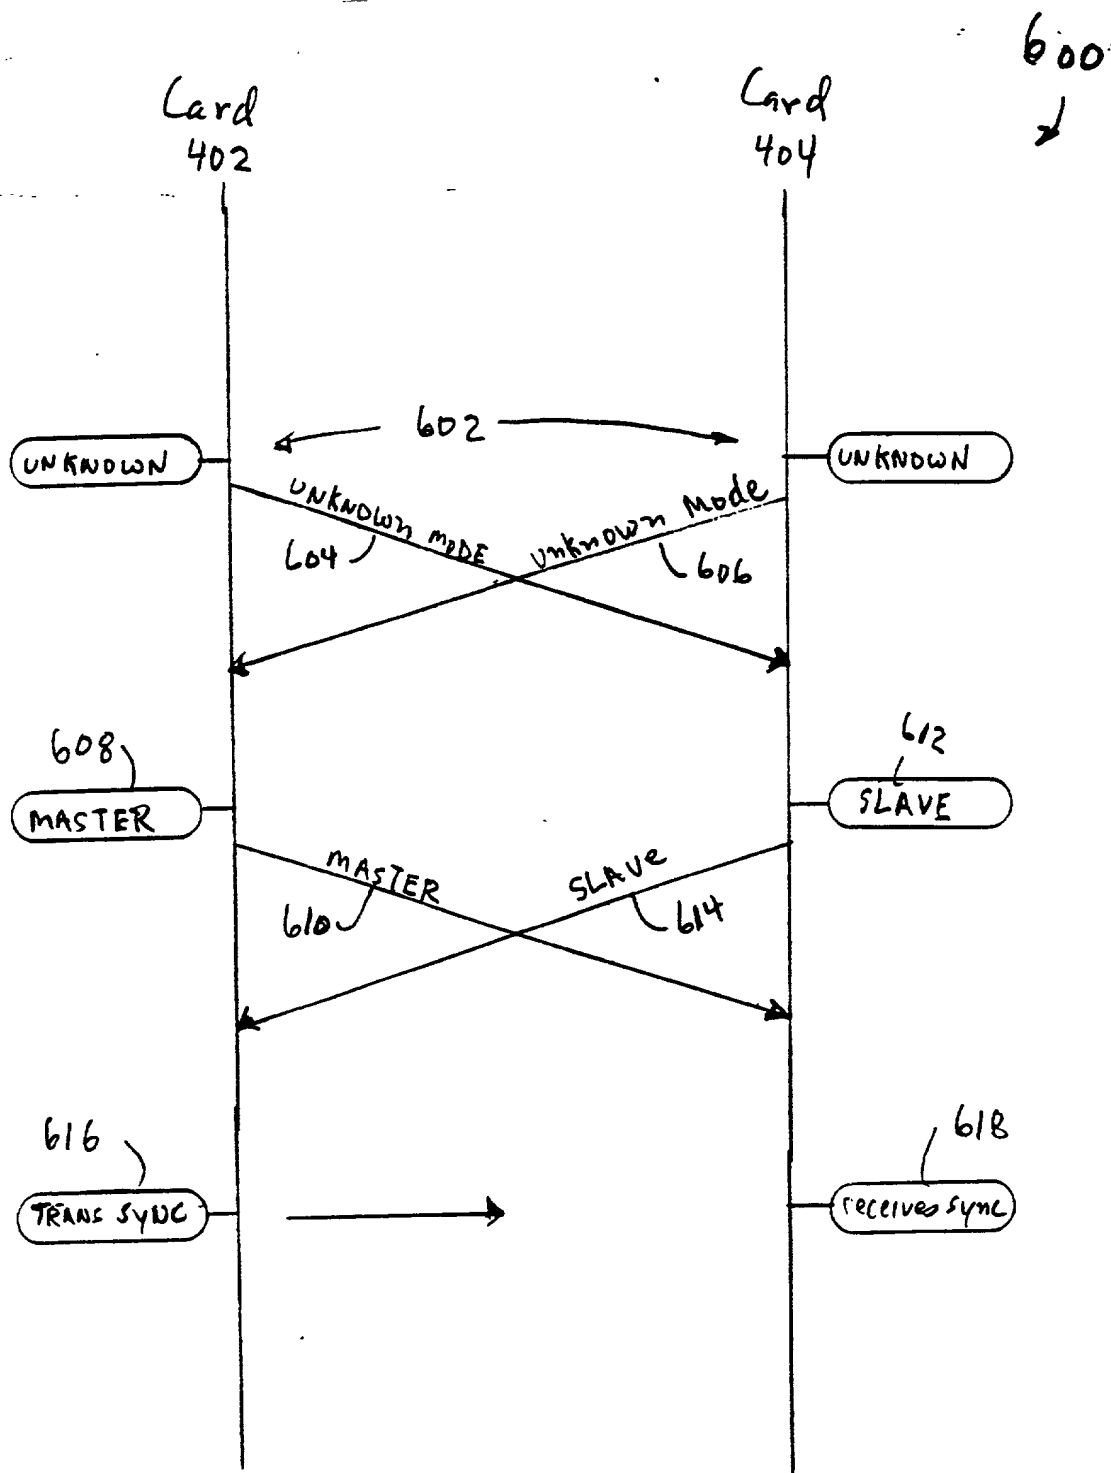 600
Card
402
Card
404
602
UNKNOWN
UNKNOWN
UNKNOWN MODE
unknown Mode
604
606
608
612
MASTER
SLAVE
MASTER
SLAVE
610
614
616
618
TRANS SYNC
receives sync